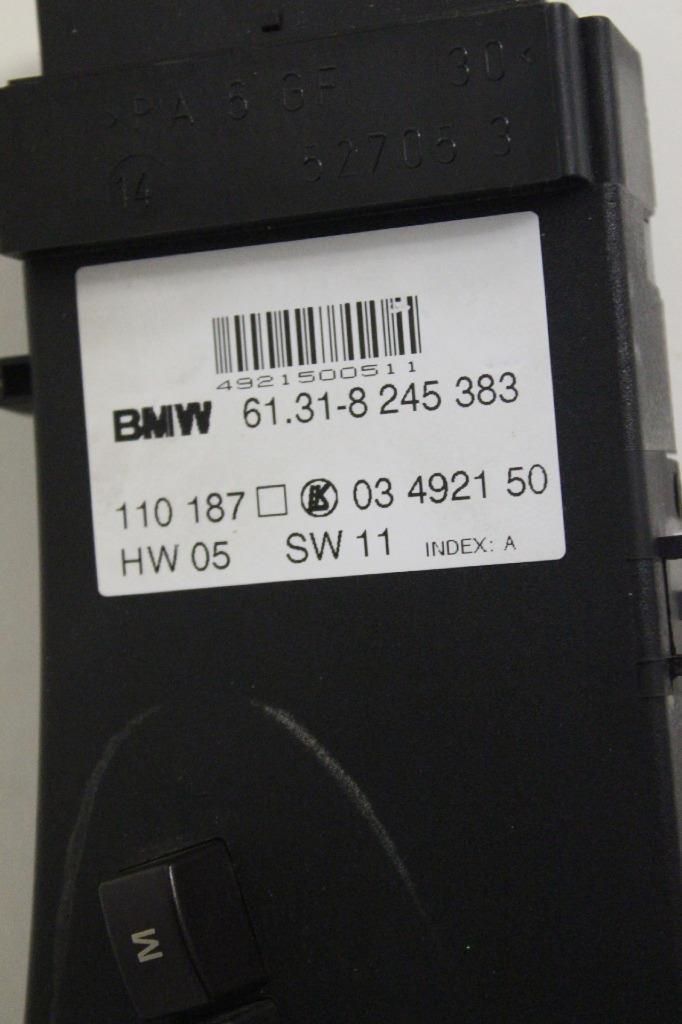 >PA 6 GF 30<
14 52705 3
4921500511
BMW 61.31-8 245 383
110 187 □ 03 4921 50
HW 05 SW 11 INDEX: A
M